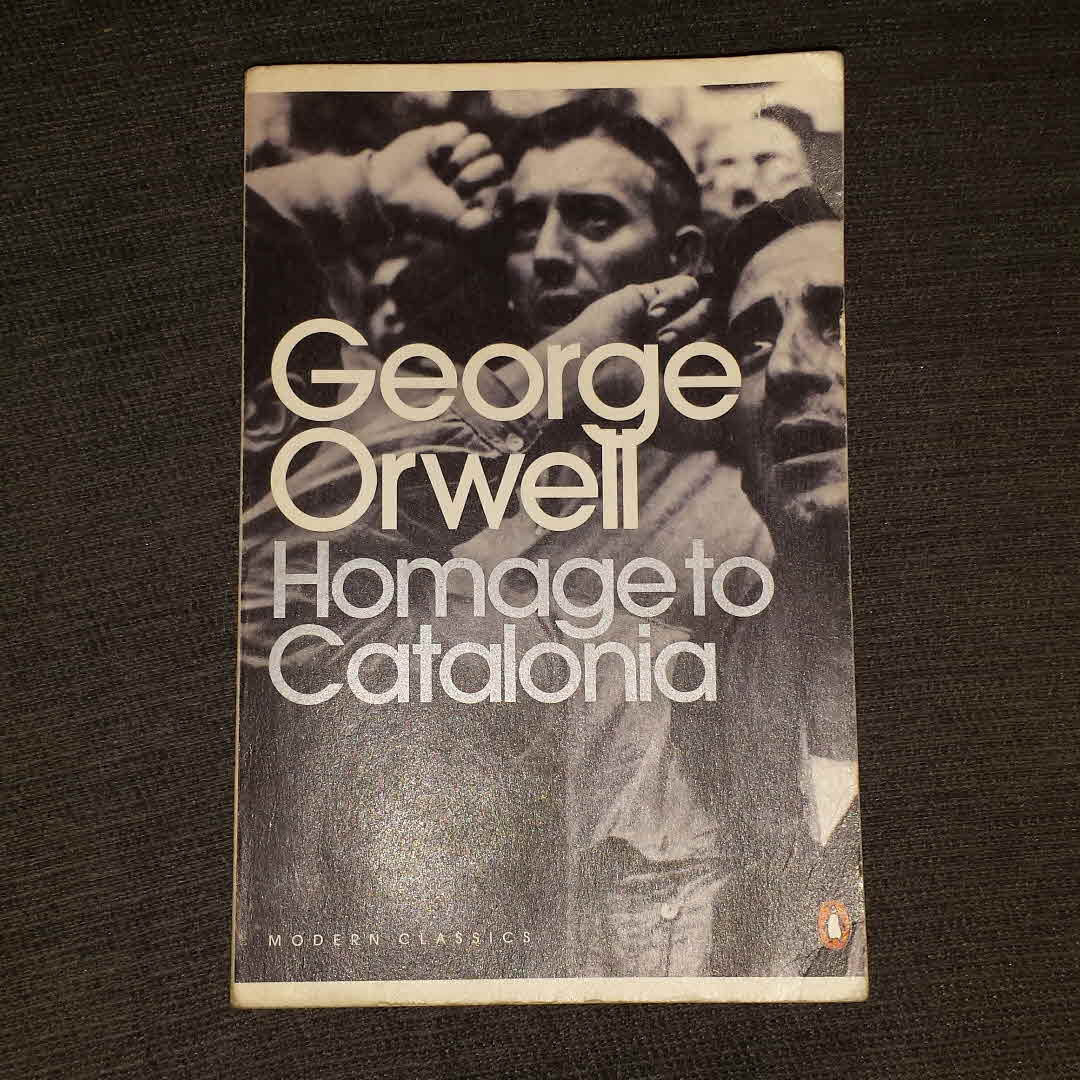 George
Orwell
Homage to
Catalonia
MODERN CLASSICS